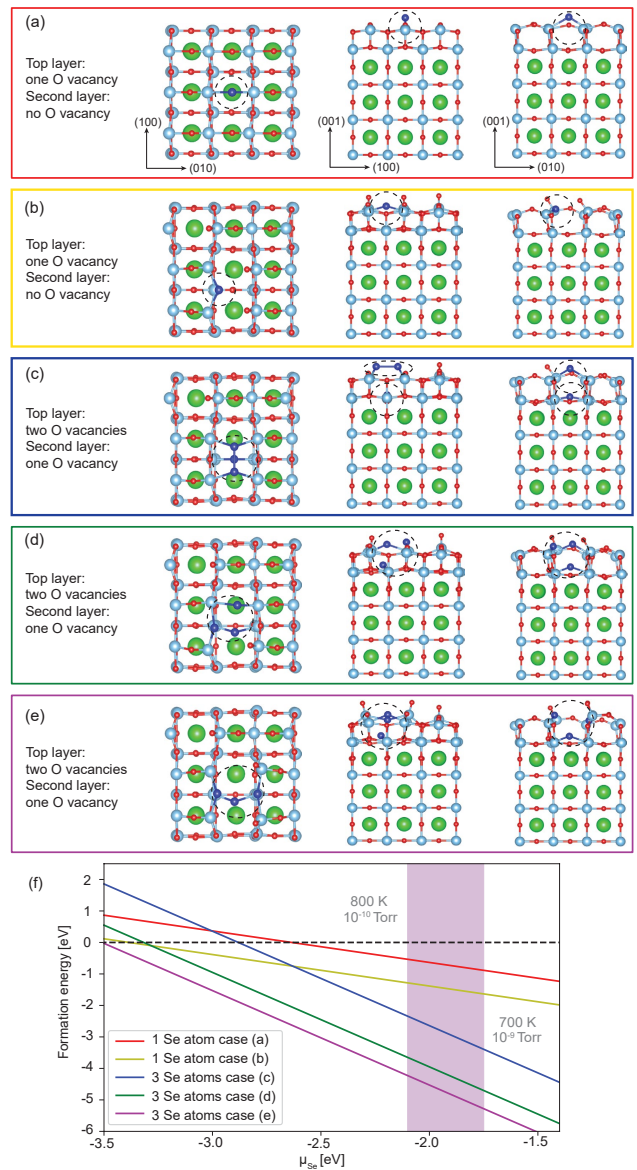 (a)
Top layer:
one O vacancy
Second layer:
no O vacancy
(100)
(010)
(001)
(100)
(001)
(010)
(b)
Top layer:
one O vacancy
Second layer:
no O vacancy
(c)
Top layer:
two O vacancies
Second layer:
one O vacancy
(d)
Top layer:
two O vacancies
Second layer:
one O vacancy
(e)
Top layer:
two O vacancies
Second layer:
one O vacancy
(f)
Formation energy [eV]
2
1
0
-1
-2
-3
-4
-5
-6
800 K
10⁻¹⁰ Torr
700 K
10⁻⁹ Torr
1 Se atom case (a)
1 Se atom case (b)
3 Se atoms case (c)
3 Se atoms case (d)
3 Se atoms case (e)
-3.5 -3.0 -2.5 -2.0 -1.5
μSe [eV]